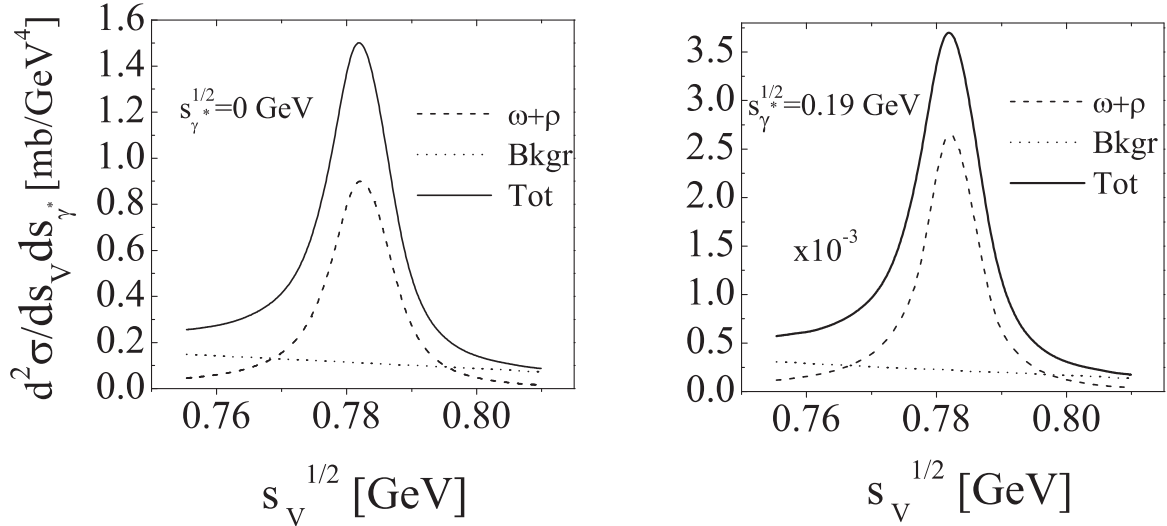 d²σ/ds_V ds_γ* [mb/GeV⁴]
1.6
1.4
1.2
1.0
0.8
0.6
0.4
0.2
0.0
s_γ*^1/2=0 GeV
ω+ρ
Bkgr
Tot
0.76 0.78 0.80
s_V^1/2 [GeV]
3.5
3.0
2.5
2.0
1.5
1.0
0.5
0.0
s_γ*^1/2=0.19 GeV
ω+ρ
Bkgr
Tot
x10⁻³
0.76 0.78 0.80
s_V^1/2 [GeV]